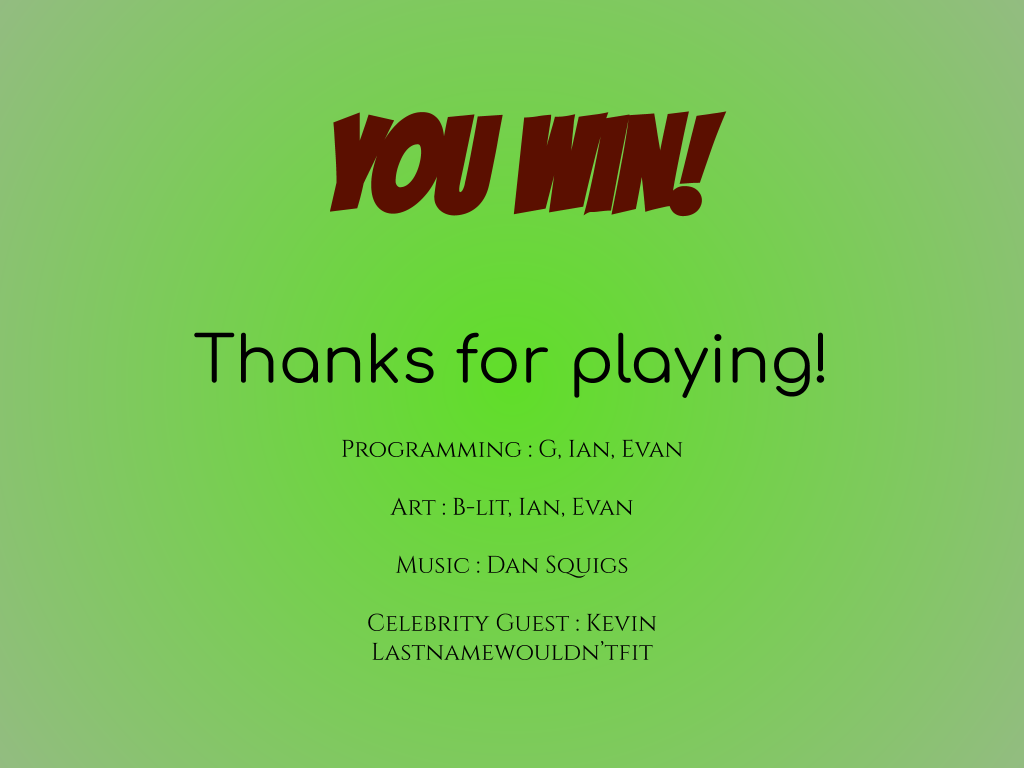 YOU WIN!
Thanks for playing!
Programming : G, Ian, Evan
Art : B-lit, Ian, Evan
Music : Dan Squigs
Celebrity Guest : Kevin
Lastnamewouldn'tfit